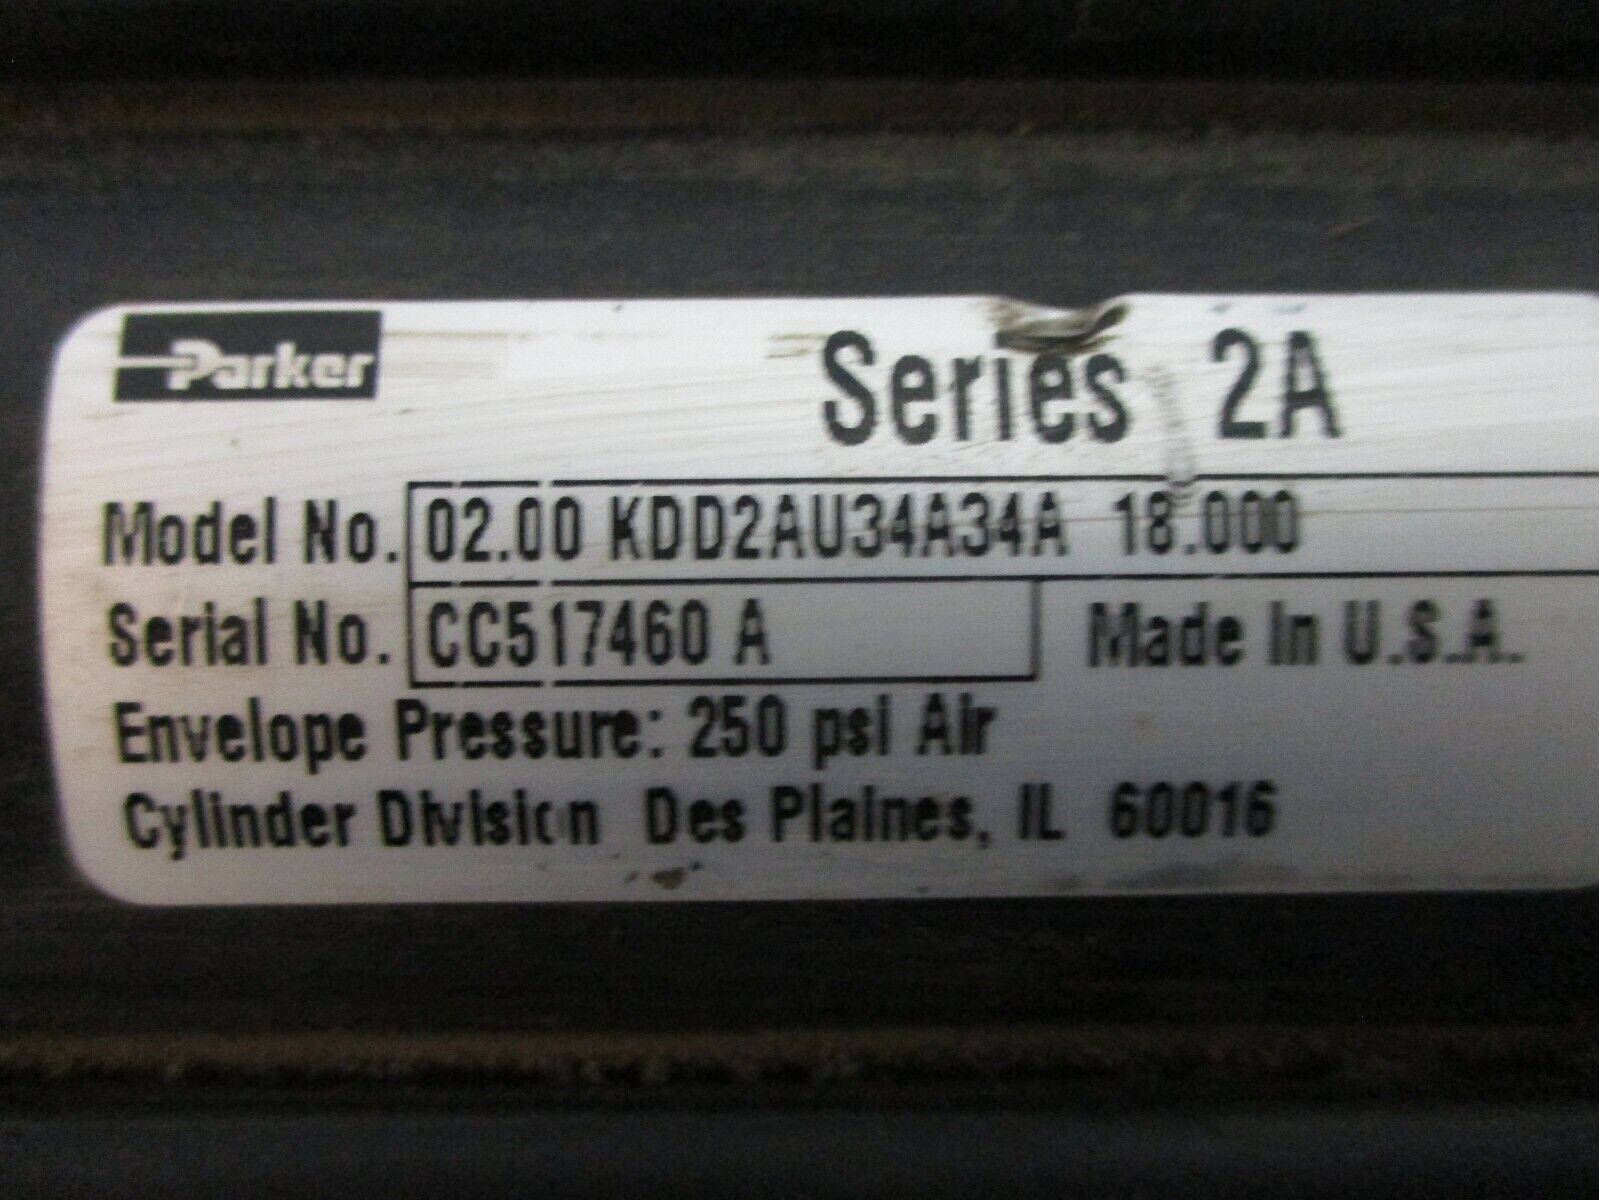 Parker
Series 2A
Model No. 02.00 KDD2AU34A34A 18.000
Serial No. CC517460 A Made In U.S.A.
Envelope Pressure: 250 psi Air
Cylinder Division Des Plaines, IL 60016